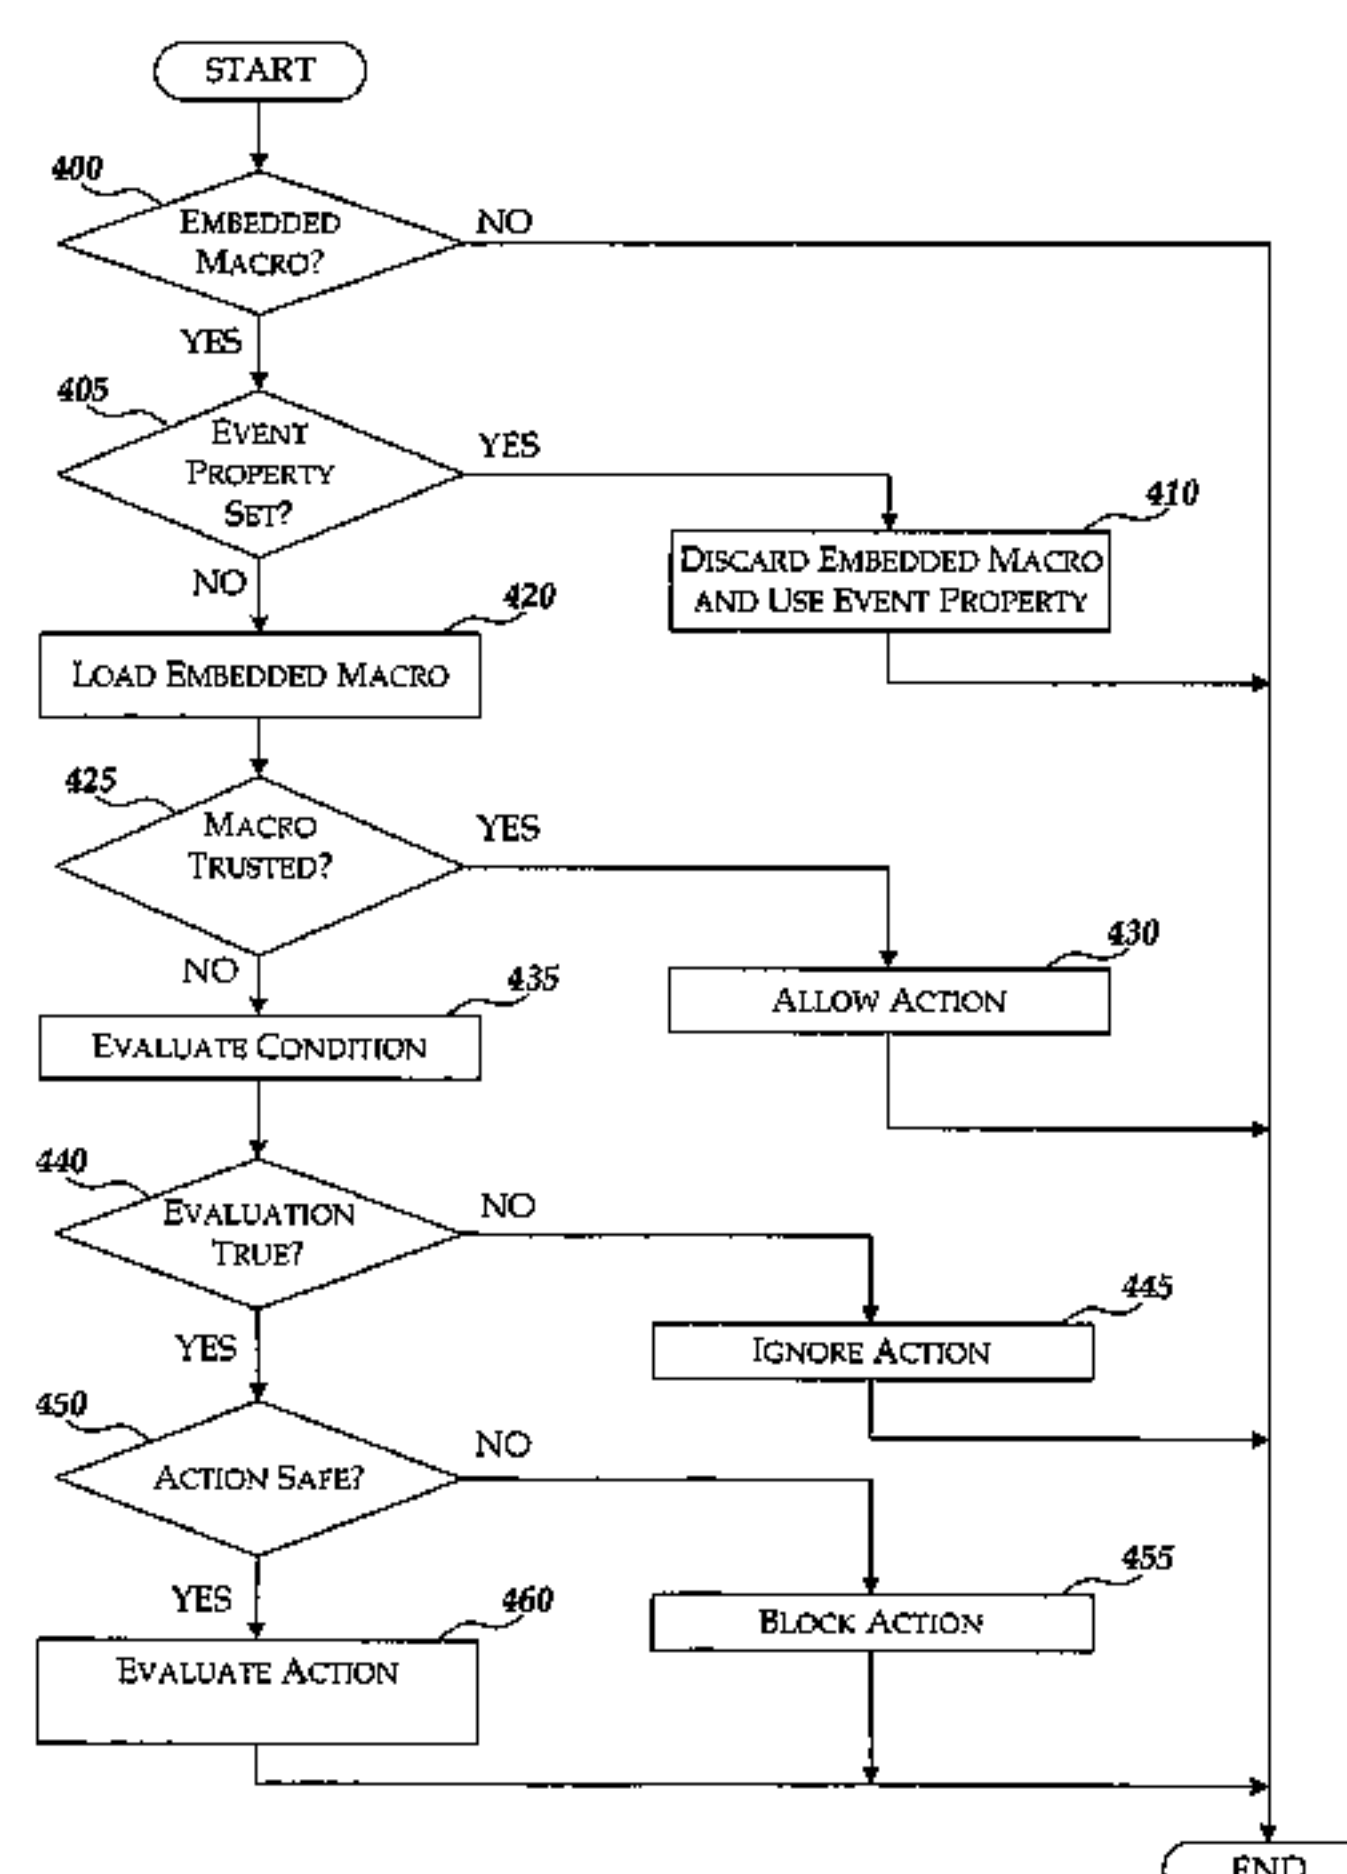 START
400
EMBEDDED
MACRO?
NO
YES
405
EVENT
PROPERTY
SET?
YES
NO
410
DISCARD EMBEDDED MACRO
AND USE EVENT PROPERTY
420
LOAD EMBEDDED MACRO
425
MACRO
TRUSTED?
YES
NO
430
ALLOW ACTION
435
EVALUATE CONDITION
440
EVALUATION
TRUE?
NO
YES
445
IGNORE ACTION
450
ACTION SAFE?
NO
YES
455
BLOCK ACTION
460
EVALUATE ACTION
END